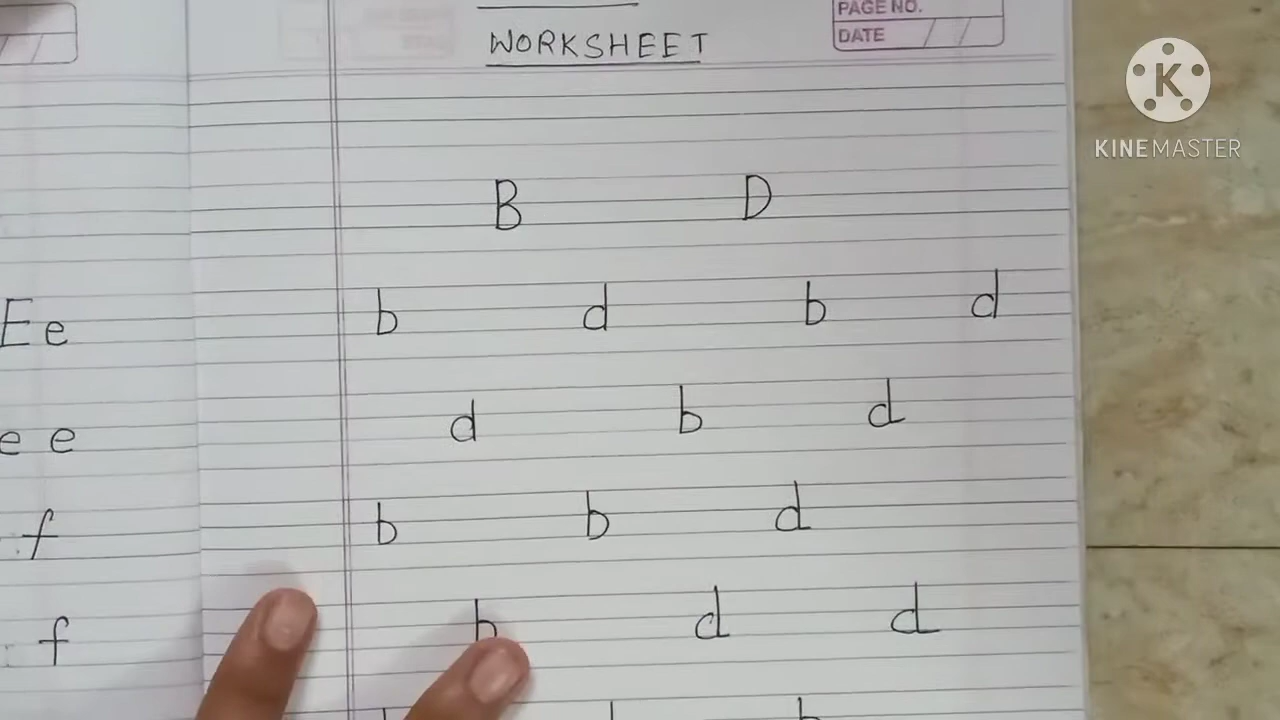 PAGE NO.
DATE / /
WORKSHEET
K
KINEMASTER
B D
Ee b d b d
e e d b d
f b b d
f b d d